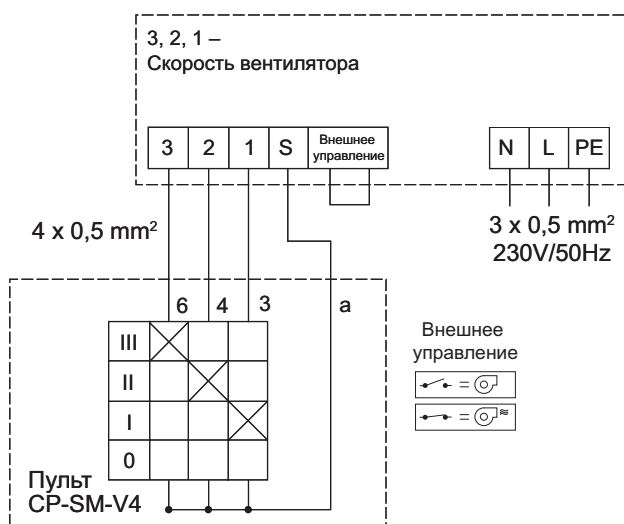 3, 2, 1 –
Скорость вентилятора
3 2 1 S Внешнее управление
N L PE
4 x 0,5 mm²
3 x 0,5 mm²
230V/50Hz
6 4 3 a
III
II
I
0
Внешнее
управление
=
= ≋
Пульт
CP-SM-V4